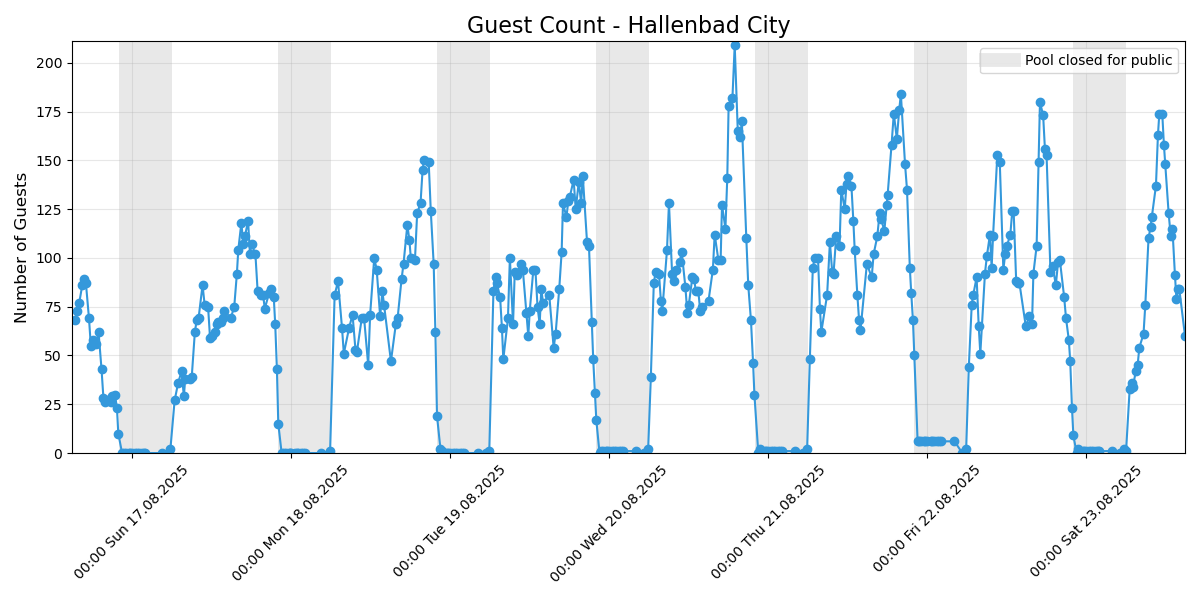 Guest Count - Hallenbad City
Pool closed for public
Number of Guests
200
175
150
125
100
75
50
25
0
00:00 Sun 17.08.2025
00:00 Mon 18.08.2025
00:00 Tue 19.08.2025
00:00 Wed 20.08.2025
00:00 Thu 21.08.2025
00:00 Fri 22.08.2025
00:00 Sat 23.08.2025